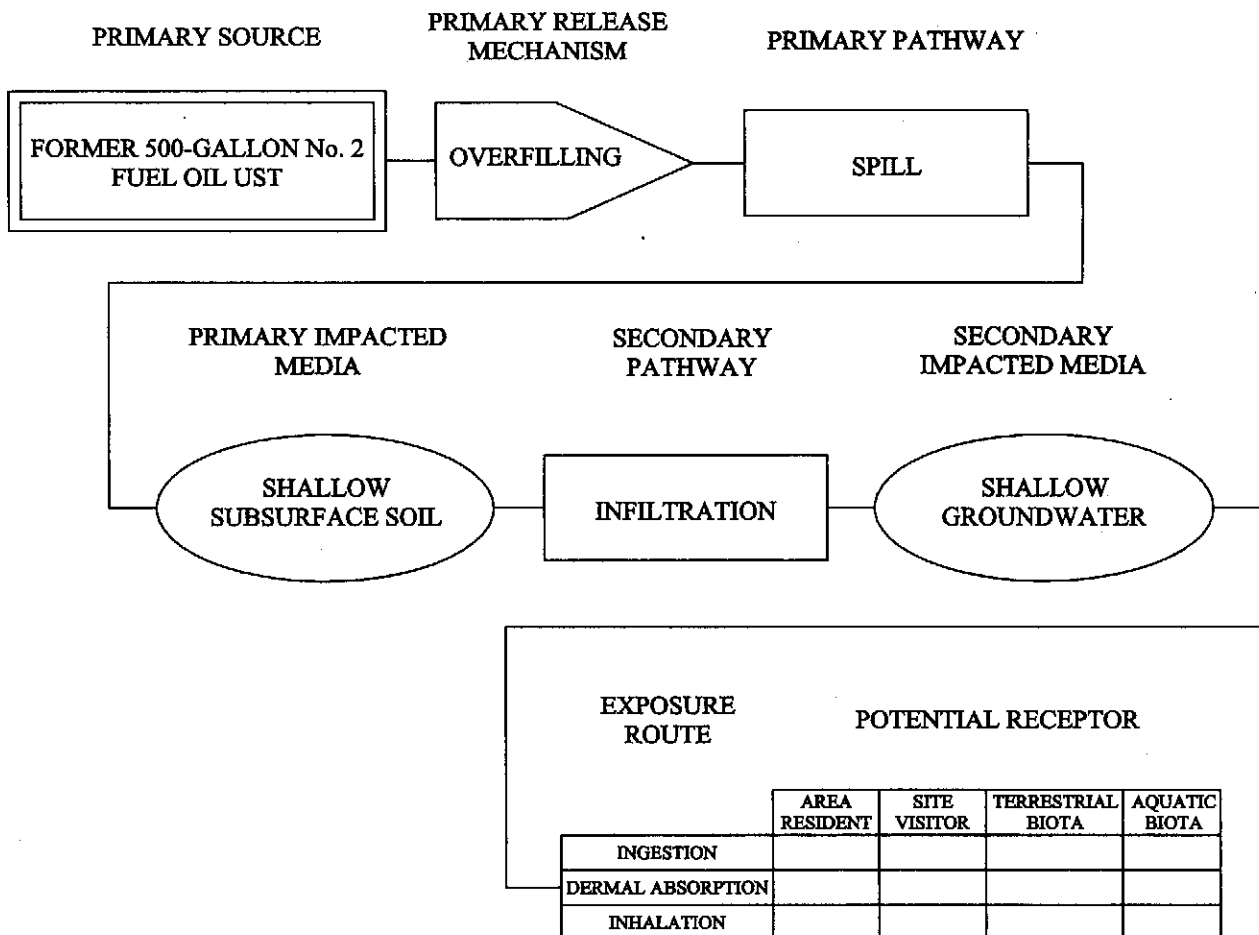 PRIMARY SOURCE
PRIMARY RELEASE
MECHANISM
PRIMARY PATHWAY
FORMER 500-GALLON No. 2
FUEL OIL UST
OVERFILLING
SPILL
PRIMARY IMPACTED
MEDIA
SECONDARY
PATHWAY
SECONDARY
IMPACTED MEDIA
SHALLOW
SUBSURFACE SOIL
INFILTRATION
SHALLOW
GROUNDWATER
EXPOSURE
ROUTE
POTENTIAL RECEPTOR
AREA
RESIDENT
SITE
VISITOR
TERRESTRIAL
BIOTA
AQUATIC
BIOTA
INGESTION
DERMAL ABSORPTION
INHALATION